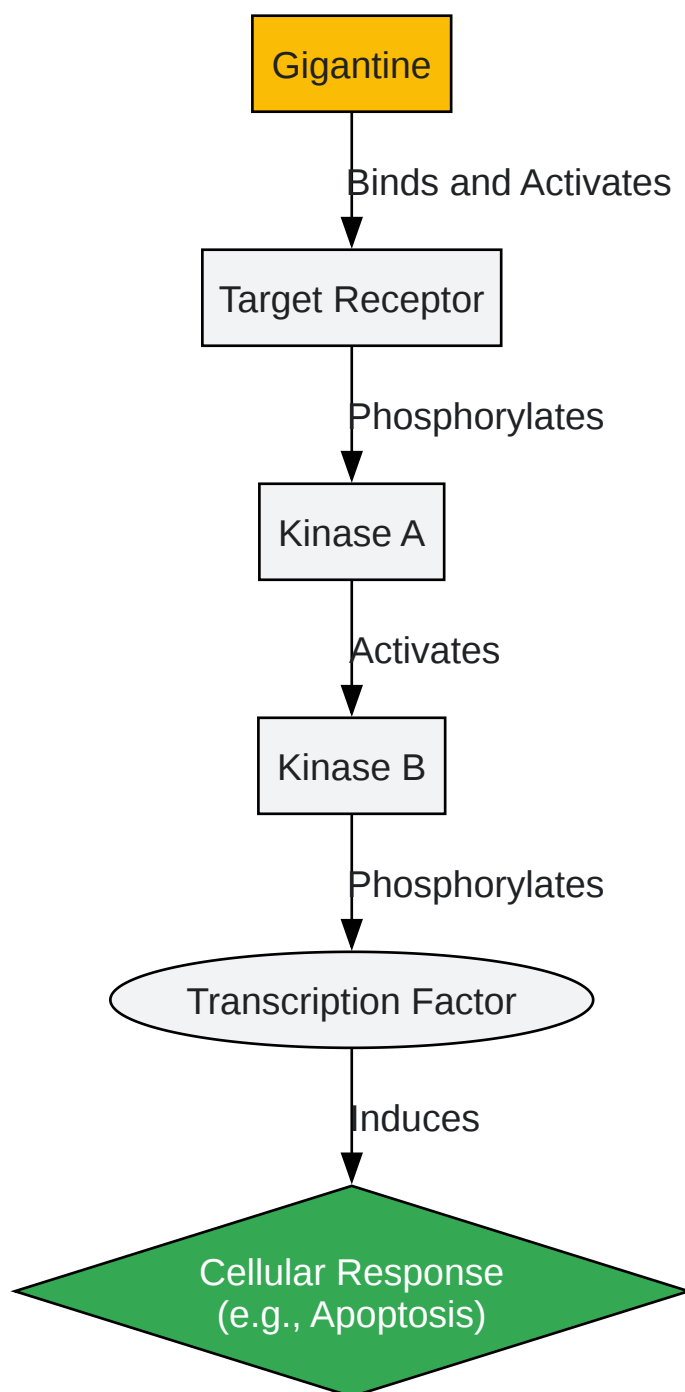 Gigantine
Binds and Activates
Target Receptor
Phosphorylates
Kinase A
Activates
Kinase B
Phosphorylates
Transcription Factor
Induces
Cellular Response
(e.g., Apoptosis)